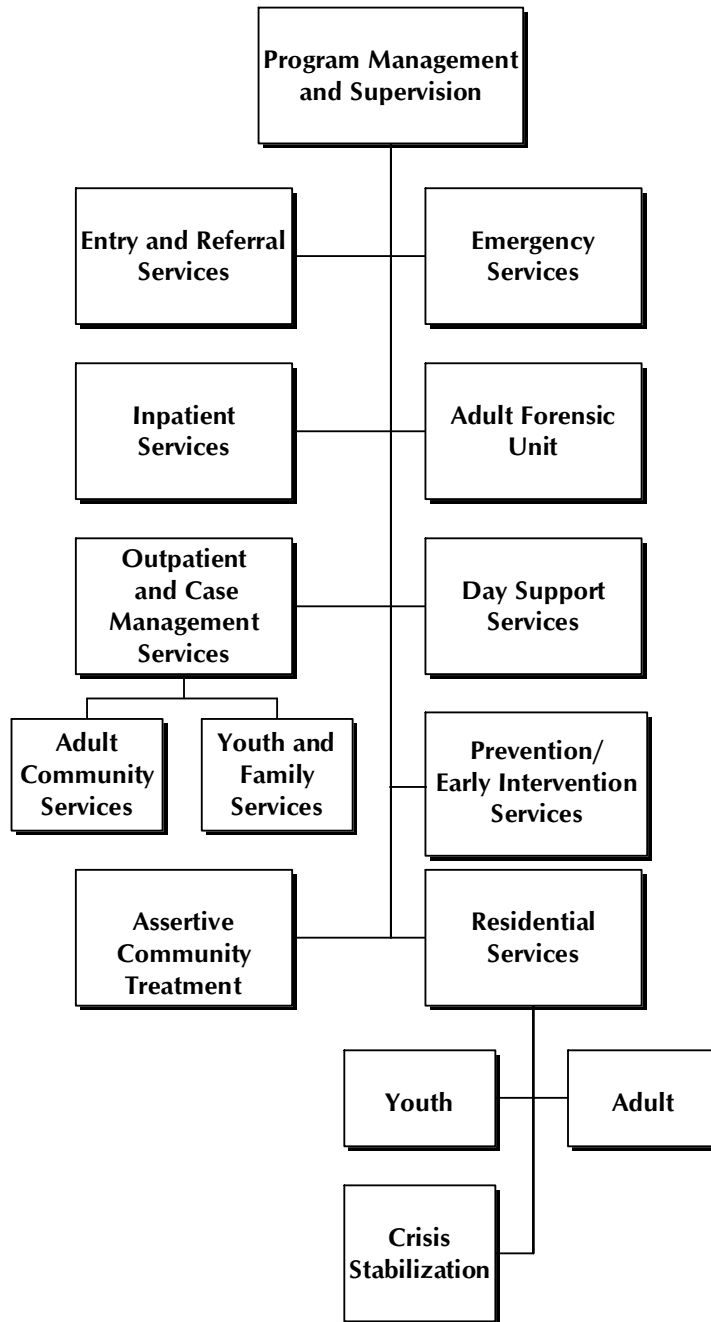 Program Management
and Supervision
Entry and Referral
Services
Emergency
Services
Inpatient
Services
Adult Forensic
Unit
Outpatient
and Case
Management
Services
Day Support
Services
Adult
Community
Services
Youth and
Family
Services
Prevention/
Early Intervention
Services
Assertive
Community
Treatment
Residential
Services
Youth
Adult
Crisis
Stabilization